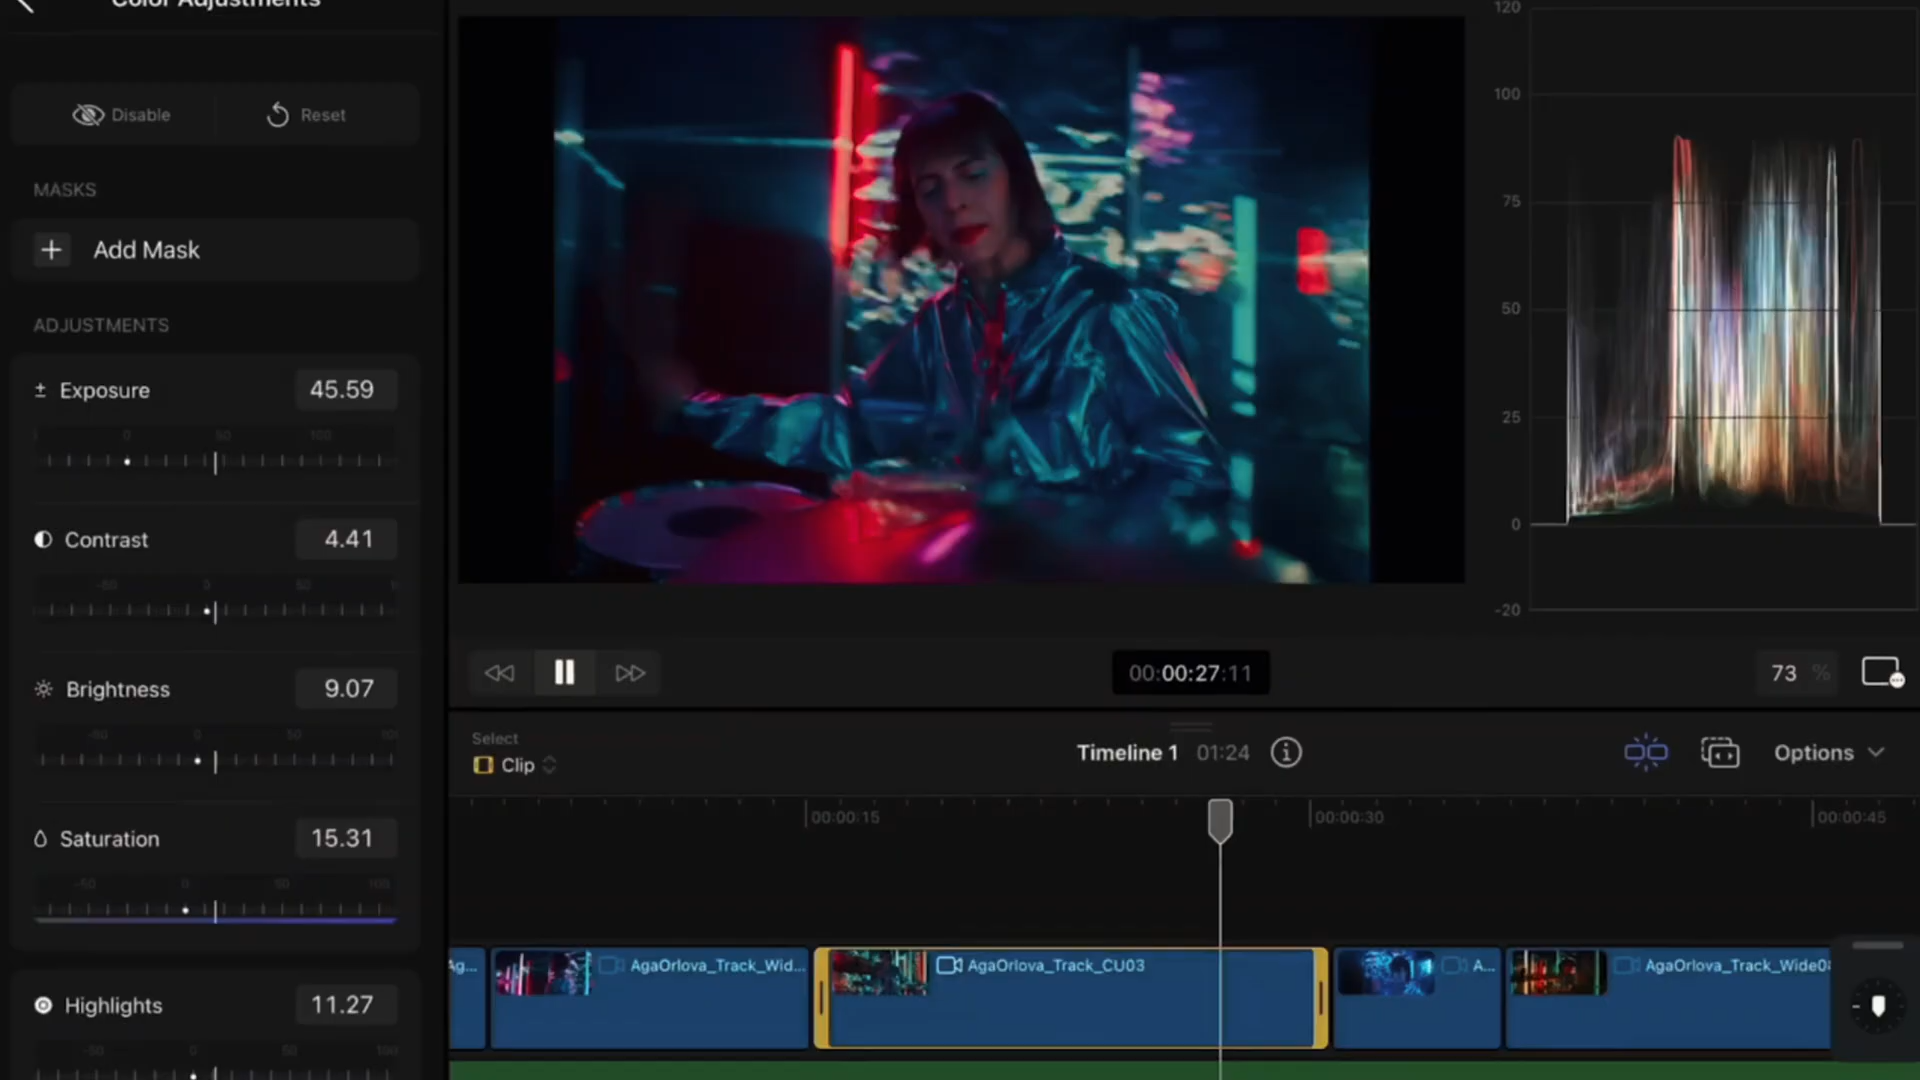 Color Adjustments
Disable
Reset
MASKS
+ Add Mask
ADJUSTMENTS
± Exposure 45.59
0 50 100
Contrast 4.41
-50 0 50
Brightness 9.07
-50 0 50 100
Saturation 15.31
-50 0 50 100
Highlights 11.27
-50 0 50 100
120
100
75
50
25
0
-20
00:00:27:11
73 %
Select
Clip
Timeline 1 01:24
Options
00:00:15
00:00:30
00:00:45
Ag...
AgaOrlova_Track_Wid...
AgaOrlova_Track_CU03
A...
AgaOrlova_Track_Wide0